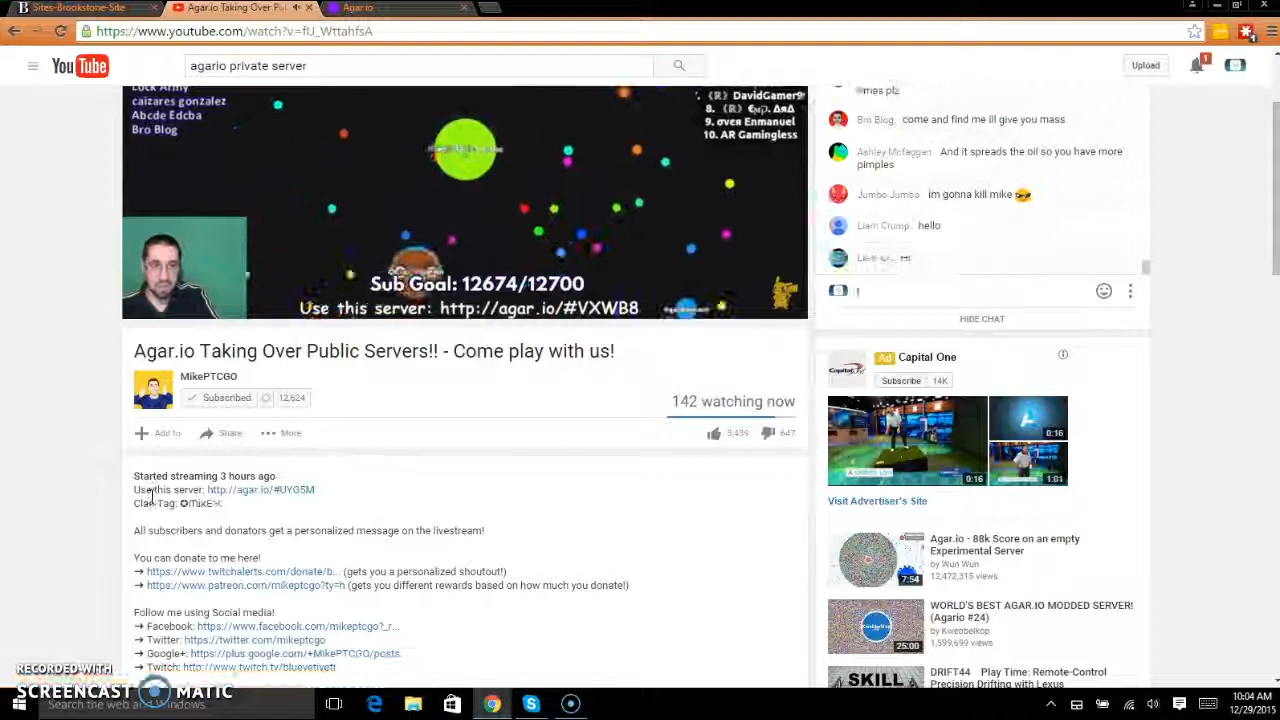 Sites-Brookstone-Site
Agar.io Taking Over Pu
Agar.io
https://www.youtube.com/watch?v=fU_WttahfsA
YouTube
agario private server
Upload
1
Lock Army
caizares gonzalez
Abcde Edcba
Bro Blog
DavidGamer9
8. (R)
9. Enmanuel
10. AR Gamingless
Sub Goal: 12674/12700
Use this server: http://agar.io/#VXWB8
Bro Blog come and find me ill give you mass
Ashley Mcfaggan And it spreads the oil so you have more
pimples
Jumbo Jumbo im gonna kill mike
Liam Crump hello
HIDE CHAT
Agar.io Taking Over Public Servers!! - Come play with us!
MikePTCGO
Subscribed 12,624
142 watching now
Add to Share More
647
Started streaming 3 hours ago
Use this server: http://agar.io/#UYG5M
Clan Tag:
All subscribers and donators get a personalized message on the livestream!
You can donate to me here!
→ https://www.twitchalerts.com/donate/b... (gets you a personalized shoutout!)
→ https://www.patreon.com/mikeptcgo?ty=h (gets you different rewards based on how much you donate!)
Follow me using Social media!
→ Facebook: https://www.facebook.com/mikeptcgo?_r...
→ Twitter: https://twitter.com/mikeptcgo
→ Google+: https://plus.google.com/+MikePTCGO/posts
→ Twitch: http://www.twitch.tv/bluevetiveti
Ad Capital One
Subscribe 14K
0:16
0:16
1:01
Visit Advertiser's Site
Agar.io - 88k Score on an empty
Experimental Server
by Wun Wun
12,472,315 views
7:54
WORLD'S BEST AGAR.IO MODDED SERVER!
(Agario #24)
by Kwebbelkop
1,599,699 views
25:00
DRIFT44 Play Time: Remote-Control
Precision Drifting with Lexus
SKILL
RECORDED WITH
SCREENCAST MATIC
Search the web and Windows
10:04 AM
12/29/2015